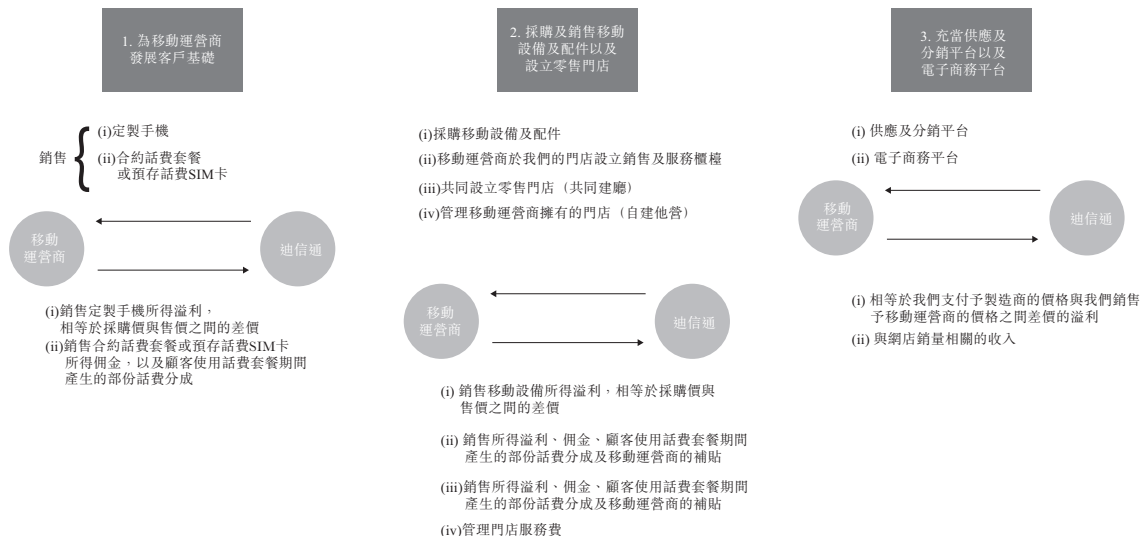 1. 為移動運營商
發展客戶基礎
銷售
(i)定製手機
(ii)合約話費套餐
或預存話費SIM卡
移動
運營商
迪信通
(i)銷售定製手機所得溢利，
相等於採購價與售價之間的差價
(ii)銷售合約話費套餐或預存話費SIM卡
所得佣金，以及顧客使用話費套餐期間
產生的部份話費分成
2. 採購及銷售移動
設備及配件以及
設立零售門店
(i)採購移動設備及配件
(ii)移動運營商於我們的門店設立銷售及服務櫃檯
(iii)共同設立零售門店（共同建廳）
(iv)管理移動運營商擁有的門店（自建他營）
移動
運營商
迪信通
(i) 銷售移動設備所得溢利，相等於採購價與
售價之間的差價
(ii) 銷售所得溢利、佣金、顧客使用話費套餐期間
產生的部份話費分成及移動運營商的補貼
(iii)銷售所得溢利、佣金、顧客使用話費套餐期間
產生的部份話費分成及移動運營商的補貼
(iv)管理門店服務費
3. 充當供應及
分銷平台以及
電子商務平台
(i) 供應及分銷平台
(ii) 電子商務平台
移動
運營商
迪信通
(i) 相等於我們支付予製造商的價格與我們銷售
予移動運營商的價格之間差價的溢利
(ii) 與網店銷量相關的收入